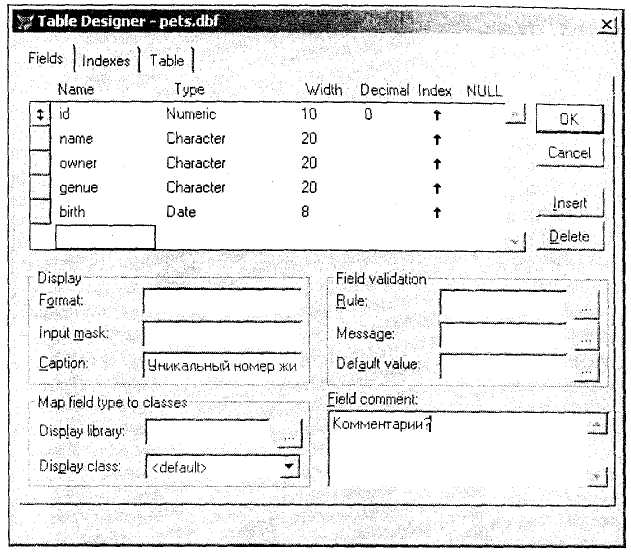 Table Designer - pets.dbf
Fields Indexes Table
Name Type Width Decimal Index NULL
id Numeric 10 0
name Character 20
owner Character 20
genue Character 20
birth Date 8
OK
Cancel
Insert
Delete
Display
Format:
Input mask:
Caption: Уникальный номер жи
Field validation
Rule:
...
Message:
...
Default value:
...
Map field type to classes
Display library:
...
Display class: <default>
Field comment:
Комментарии?